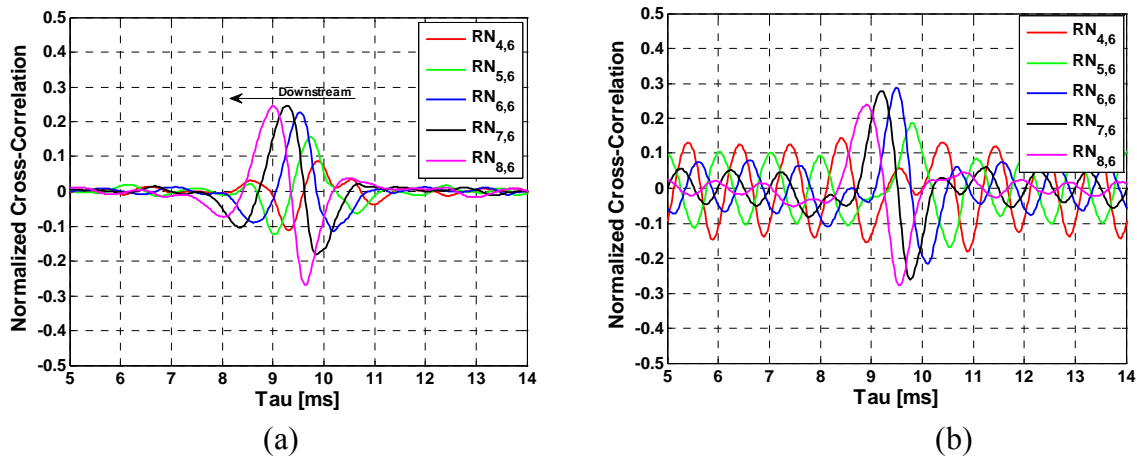 0.5
0.4
0.3
0.2
0.1
0
-0.1
-0.2
-0.3
-0.4
-0.5
Normalized Cross-Correlation
5 6 7 8 9 10 11 12 13 14
Tau [ms]
Downstream
RN4,6
RN5,6
RN6,6
RN7,6
RN8,6
(a)
0.5
0.4
0.3
0.2
0.1
0
-0.1
-0.2
-0.3
-0.4
-0.5
Normalized Cross-Correlation
5 6 7 8 9 10 11 12 13 14
Tau [ms]
RN4,6
RN5,6
RN6,6
RN7,6
RN8,6
(b)